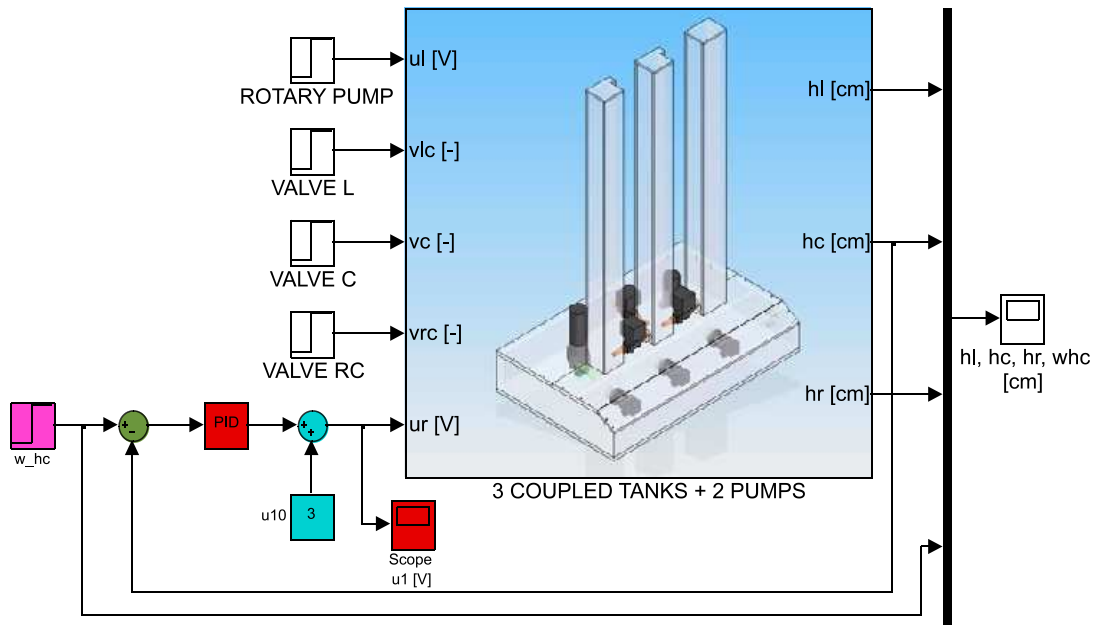 ul [V]
ROTARY PUMP
hl [cm]
vlc [-]
VALVE L
vc [-]
hc [cm]
VALVE C
vrc [-]
VALVE RC
hl, hc, hr, whc
[cm]
hr [cm]
+
−
PID
+
+
ur [V]
w_hc
3 COUPLED TANKS + 2 PUMPS
u10
3
Scope
u1 [V]